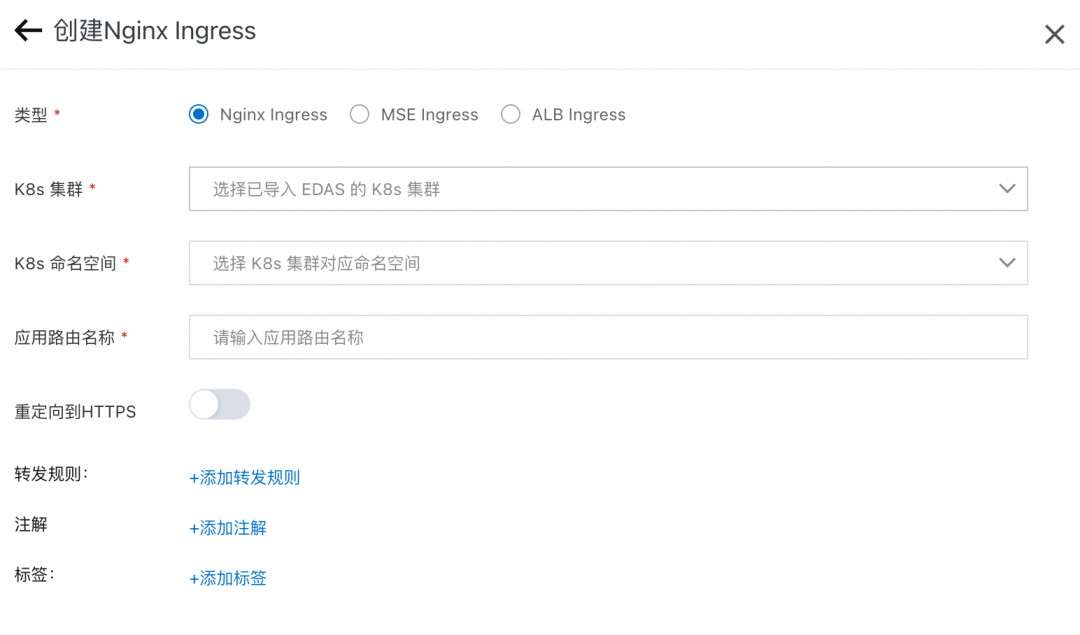 创建Nginx Ingress
类型 * Nginx Ingress MSE Ingress ALB Ingress
K8s 集群 * 选择已导入 EDAS 的 K8s 集群
K8s 命名空间 * 选择 K8s 集群对应命名空间
应用路由名称 * 请输入应用路由名称
重定向到HTTPS
转发规则: +添加转发规则
注解 +添加注解
标签: +添加标签